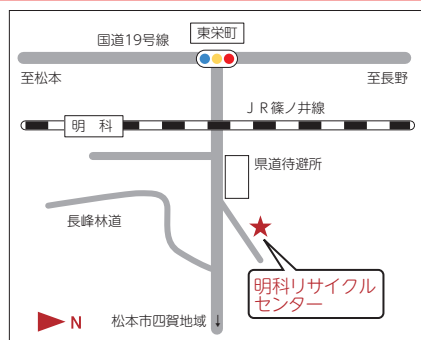 東栄町
国道19号線
至松本
至長野
JR篠ノ井線
明 科
県道待避所
長峰林道
明科リサイクル
センター
N
松本市四賀地域↓